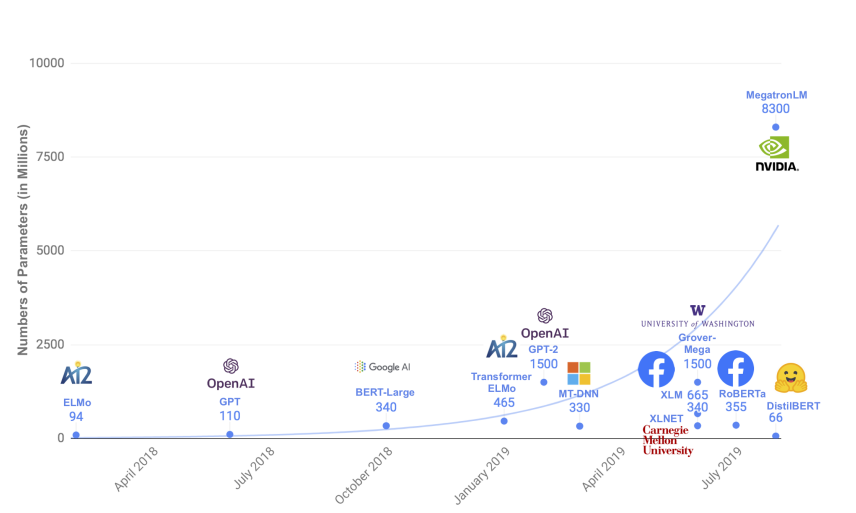 10000
7500
5000
2500
0
Numbers of Parameters (in Millions)
MegatronLM
8300
NVIDIA.
W
UNIVERSITY of WASHINGTON
Grover-
Mega
1500
OpenAI
GPT-2
1500
AI2
Transformer
ELMo
465
MT-DNN
330
AI2
ELMo
94
OpenAI
GPT
110
Google AI
BERT-Large
340
XLM 665
340
XLNET
Carnegie
Mellon
University
RoBERTa
355
DistilBERT
66
April 2018
July 2018
October 2018
January 2019
April 2019
July 2019